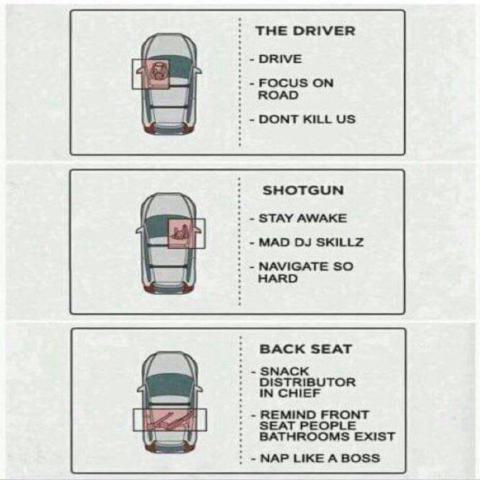 THE DRIVER
- DRIVE
- FOCUS ON
ROAD
- DONT KILL US
SHOTGUN
- STAY AWAKE
- MAD DJ SKILLZ
- NAVIGATE SO
HARD
BACK SEAT
- SNACK
DISTRIBUTOR
IN CHIEF
- REMIND FRONT
SEAT PEOPLE
BATHROOMS EXIST
- NAP LIKE A BOSS